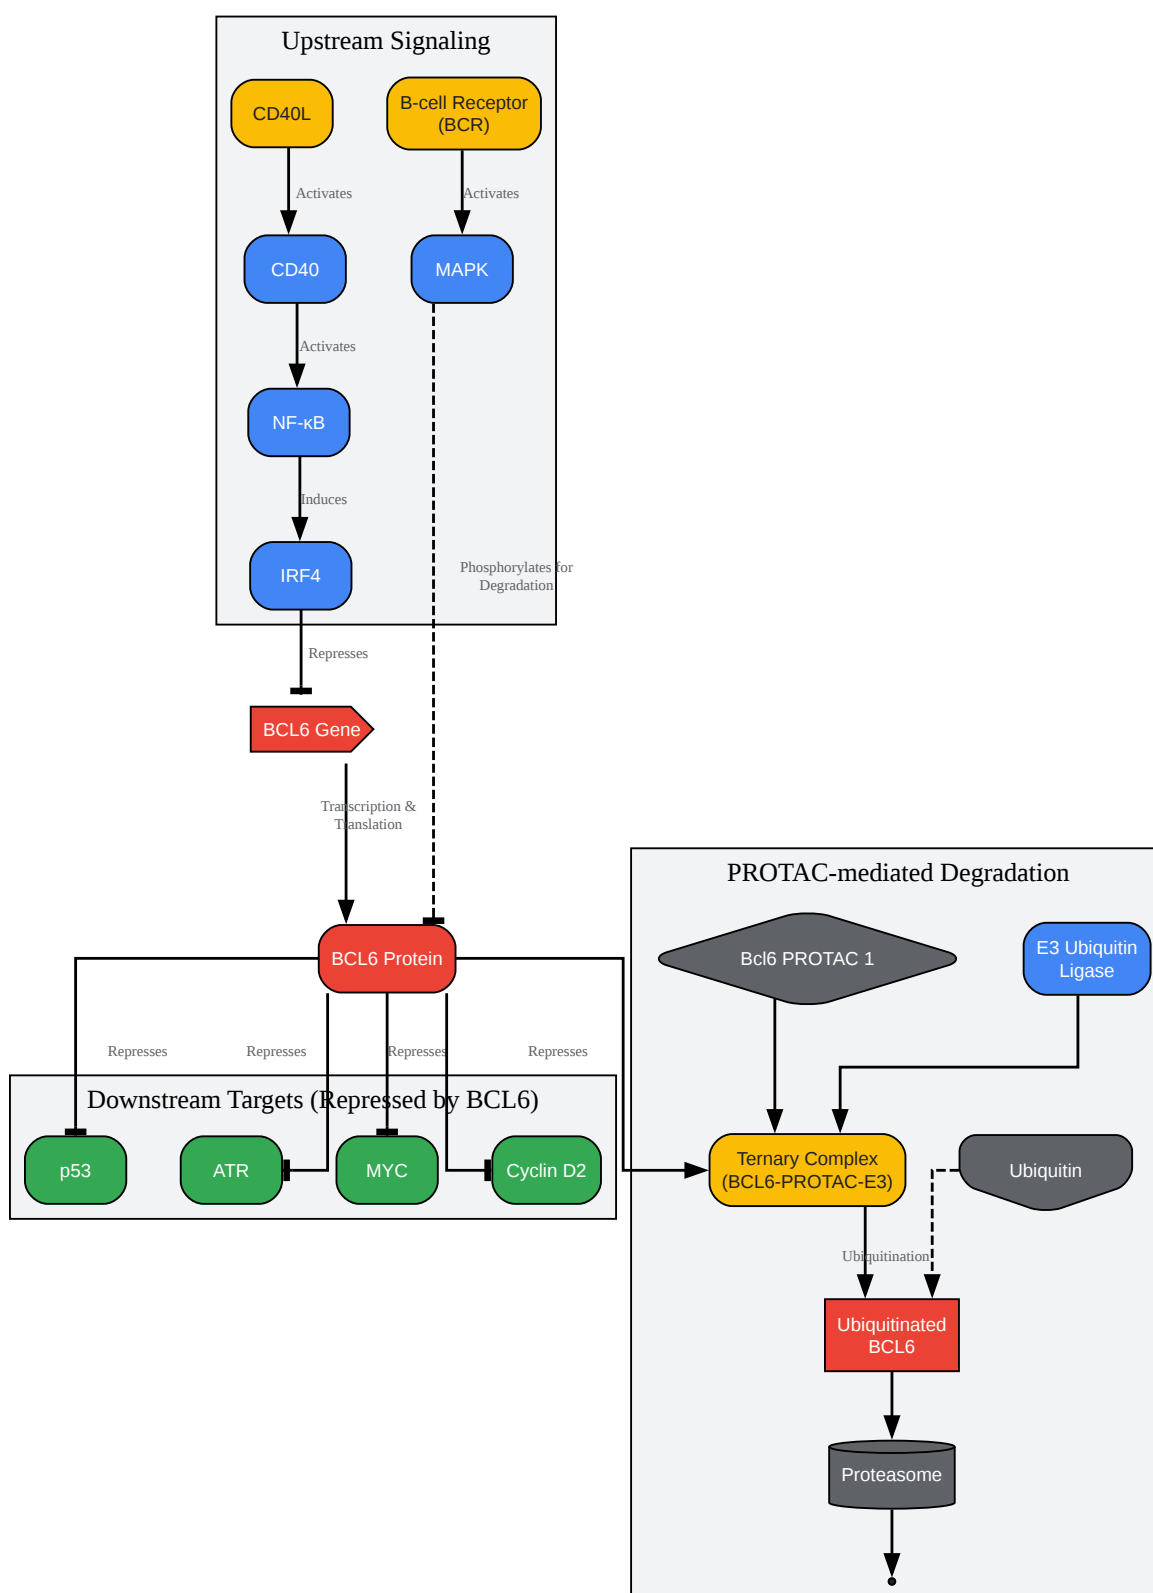 Upstream Signaling
CD40L
B-cell Receptor
(BCR)
Activates
Activates
CD40
MAPK
Activates
NF-κB
Induces
IRF4
Phosphorylates for
Degradation
Represses
BCL6 Gene
Transcription &
Translation
PROTAC-mediated Degradation
BCL6 Protein
Bcl6 PROTAC 1
E3 Ubiquitin
Ligase
Represses
Represses
Represses
Represses
Downstream Targets (Repressed by BCL6)
p53
ATR
MYC
Cyclin D2
Ternary Complex
(BCL6-PROTAC-E3)
Ubiquitin
Ubiquitination
Ubiquitinated
BCL6
Proteasome